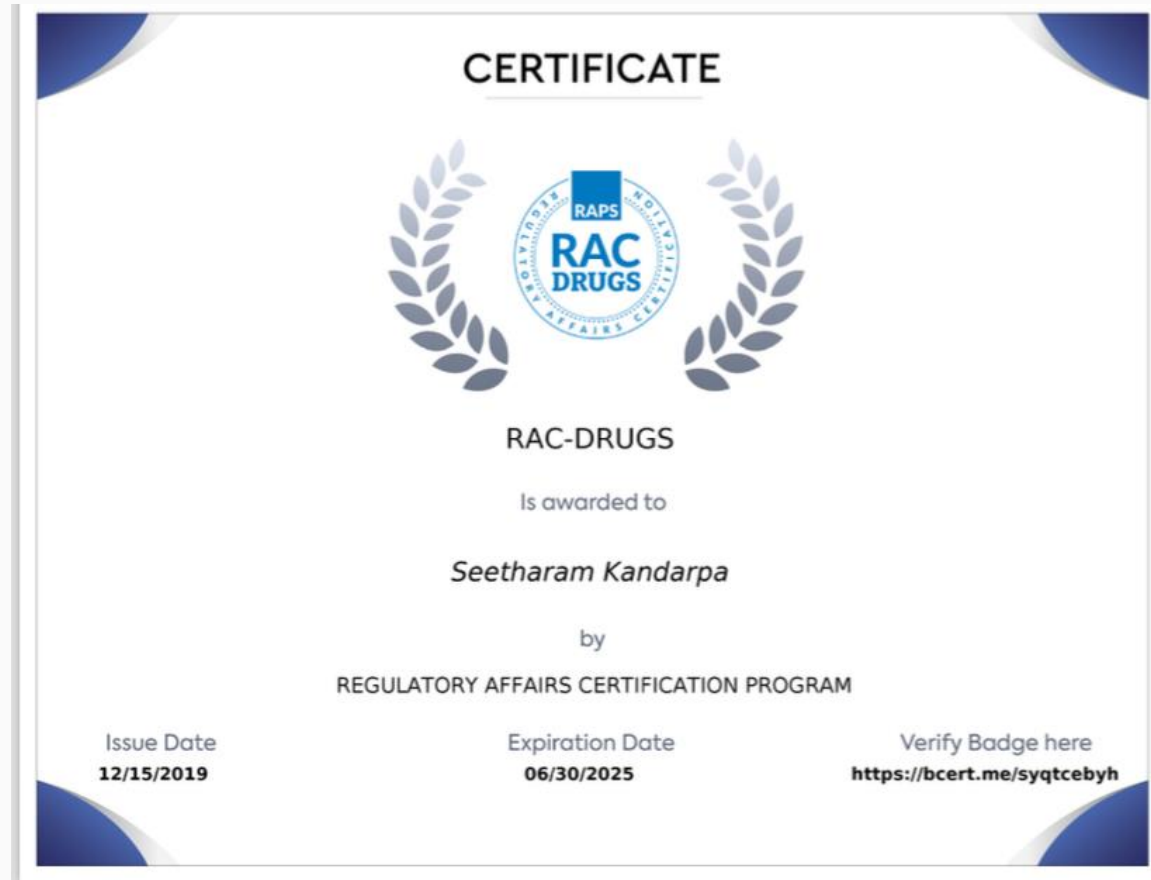 CERTIFICATE
RAPS
RAC
DRUGS
REGULATORY AFFAIRS CERTIFICATION
RAC-DRUGS
Is awarded to
Seetharam Kandarpa
by
REGULATORY AFFAIRS CERTIFICATION PROGRAM
Issue Date Expiration Date Verify Badge here
12/15/2019 06/30/2025 https://bcert.me/syqtcebyh